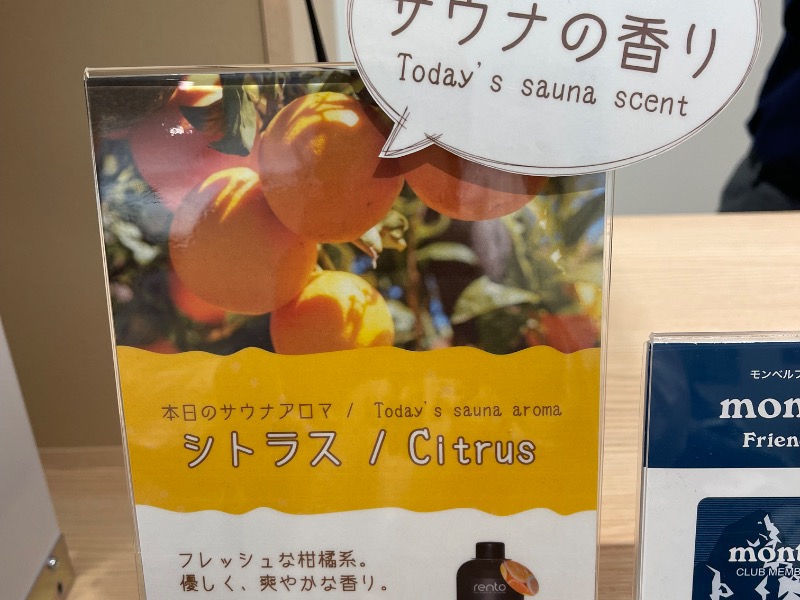 サウナの香り
Today's sauna scent
本日のサウナアロマ / Today's sauna aroma
シトラス / Citrus
フレッシュな柑橘系。
優しく、爽やかな香り。
rento
モンベルフ
mon
Frien
mont
CLUB MEMB